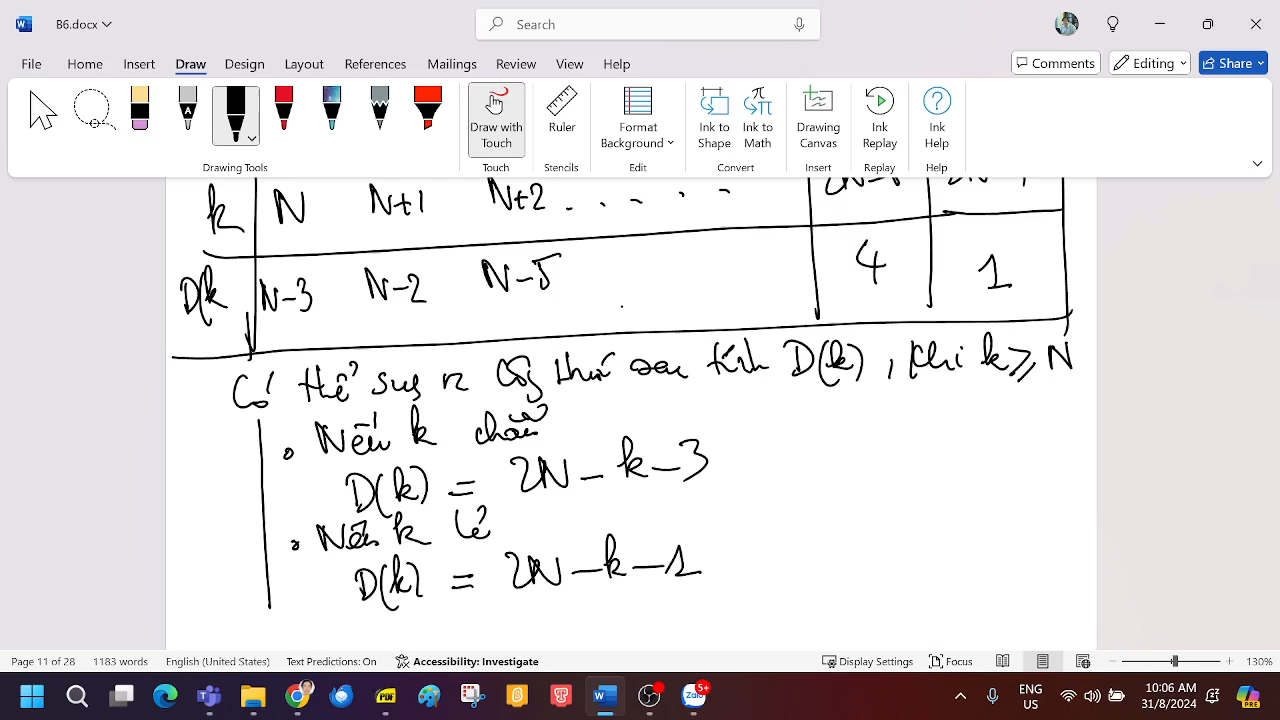 B6.docx
Search
File Home Insert Draw Design Layout References Mailings Review View Help
Comments Editing Share
Draw with Touch Ruler Format Background Ink to Shape Ink to Math Drawing Canvas Ink Replay Ink Help
Drawing Tools Touch Stencils Edit Convert Insert Replay Help
k N N+1 N+2 . . . .
D(k N-3 N-2 N-5 4 1
Có thể suy ra công thức sau tính D(k), khi k ≥ N
• Nếu k chẵn
D(k) = 2N - k - 3
• Nếu k lẻ
D(k) = 2N - k - 1
Page 11 of 28 1183 words English (United States) Text Predictions: On Accessibility: Investigate Display Settings Focus 130%
ENG US 10:06 AM 31/8/2024